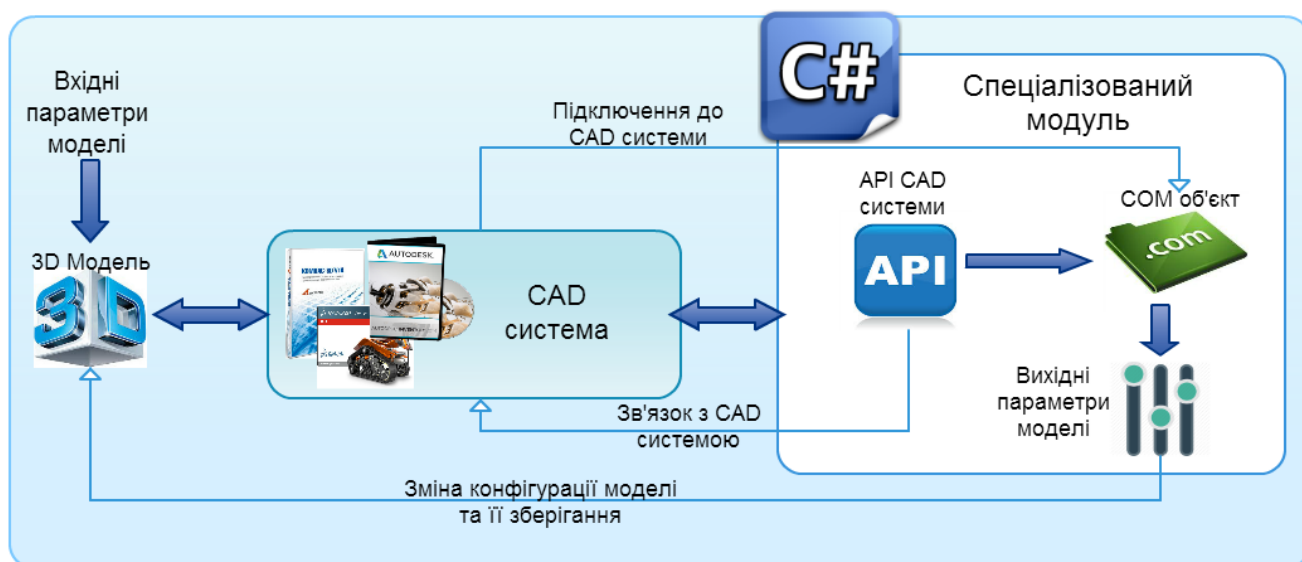 Вхідні
параметри
моделі
3D Модель
3D
AUTODESK
CAD
система
Підключення до
CAD системи
C#
Спеціалізований
модуль
API CAD
системи
API
COM об'єкт
.com
Вихідні
параметри
моделі
Зв'язок з CAD
системою
Зміна конфігурації моделі
та її зберігання